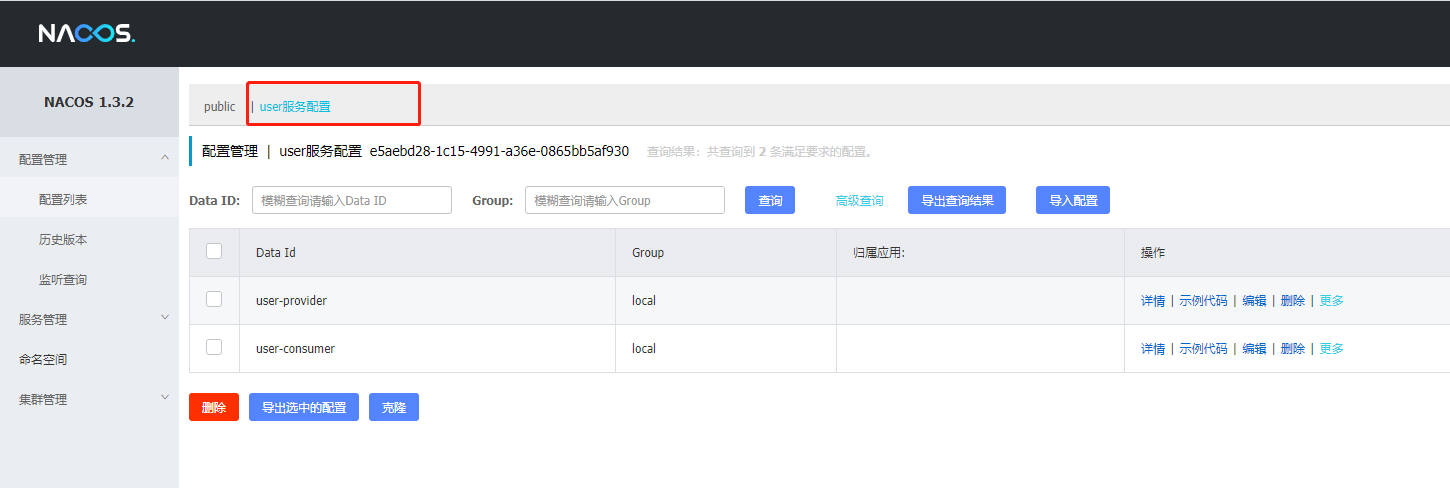 NACOS.
NACOS 1.3.2
配置管理
配置列表
历史版本
监听查询
服务管理
命名空间
集群管理
public | user服务配置
配置管理 | user服务配置 e5aebd28-1c15-4991-a36e-0865bb5af930 查询结果：共查询到 2 条满足要求的配置。
Data ID: 模糊查询请输入Data ID Group: 模糊查询请输入Group 查询 高级查询 导出查询结果 导入配置
Data Id Group 归属应用: 操作
user-provider local 详情 | 示例代码 | 编辑 | 删除 | 更多
user-consumer local 详情 | 示例代码 | 编辑 | 删除 | 更多
删除 导出选中的配置 克隆